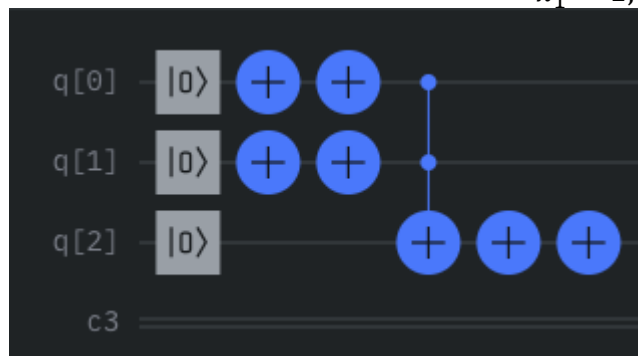 q[0] |0⟩ + +
q[1] |0⟩ + +
q[2] |0⟩ + + +
c3